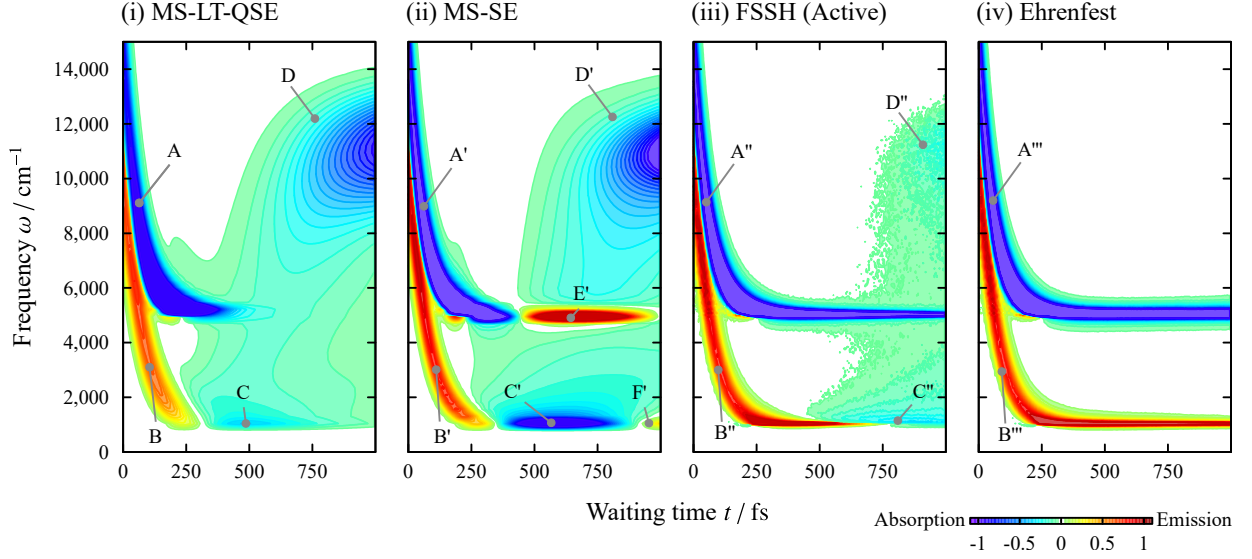 (i) MS-LT-QSE
(ii) MS-SE
(iii) FSSH (Active)
(iv) Ehrenfest
Frequency ω / cm⁻¹
14,000
12,000
10,000
8,000
6,000
4,000
2,000
0
D
A
B
C
D'
A'
E'
C'
F'
B'
D''
A''
C''
B''
A'''
B'''
0 250 500 750
0 250 500 750
0 250 500 750
0 250 500 750
Waiting time t / fs
Absorption Emission
-1 -0.5 0 0.5 1